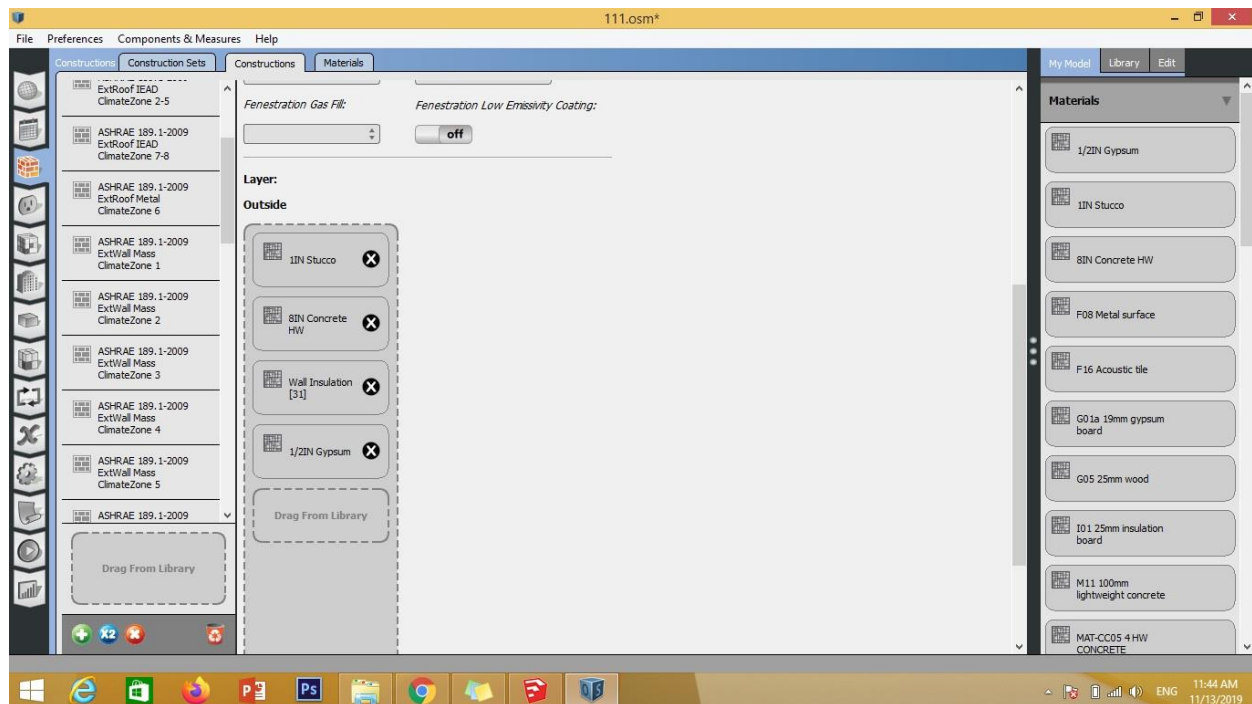 111.osm*
File Preferences Components & Measures Help
Constructions Construction Sets Constructions Materials
My Model Library Edit
ExtRoof IEAD
ClimateZone 2-5
ASHRAE 189.1-2009
ExtRoof IEAD
ClimateZone 7-8
ASHRAE 189.1-2009
ExtRoof Metal
ClimateZone 6
ASHRAE 189.1-2009
ExtWall Mass
ClimateZone 1
ASHRAE 189.1-2009
ExtWall Mass
ClimateZone 2
ASHRAE 189.1-2009
ExtWall Mass
ClimateZone 3
ASHRAE 189.1-2009
ExtWall Mass
ClimateZone 4
ASHRAE 189.1-2009
ExtWall Mass
ClimateZone 5
ASHRAE 189.1-2009
Drag From Library
X2
Fenestration Gas Fill:
Fenestration Low Emissivity Coating:
off
Layer:
Outside
1IN Stucco
8IN Concrete
HW
Wall Insulation
[31]
1/2IN Gypsum
Drag From Library
Materials
1/2IN Gypsum
1IN Stucco
8IN Concrete HW
F08 Metal surface
F16 Acoustic tile
G01a 19mm gypsum
board
G05 25mm wood
I01 25mm insulation
board
M11 100mm
lightweight concrete
MAT-CC05 4 HW
CONCRETE
Ps
ENG
11:44 AM
11/13/2019